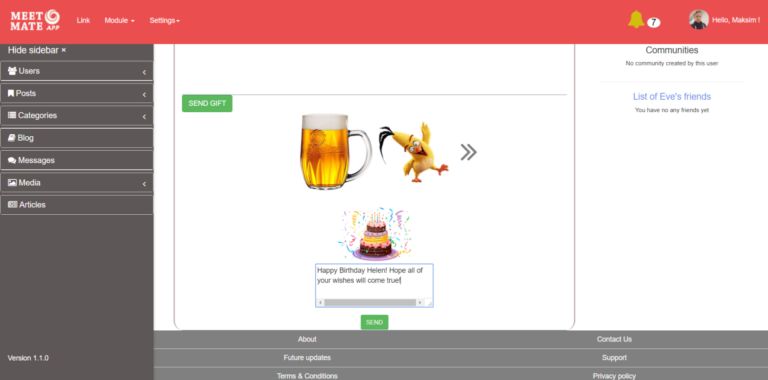 MEET
MATE
.APP
Link
Module
Settings
7
Hello, Maksim !
Hide sidebar ×
Users
Posts
Categories
Blog
Messages
Media
Articles
Version 1.1.0
SEND GIFT
Happy Birthday Helen! Hope all of
your wishes will come true!
SEND
Communities
No community created by this user
List of Eve's friends
You have no any friends yet
About
Contact Us
Future updates
Support
Terms & Conditions
Privacy policy